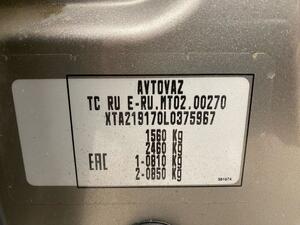 AVTOVAZ
TC RU E-RU.MT02.00270
XTA219170L0375967
1560 Kg
2460 Kg
EAC 1-0810 Kg
2-0850 Kg